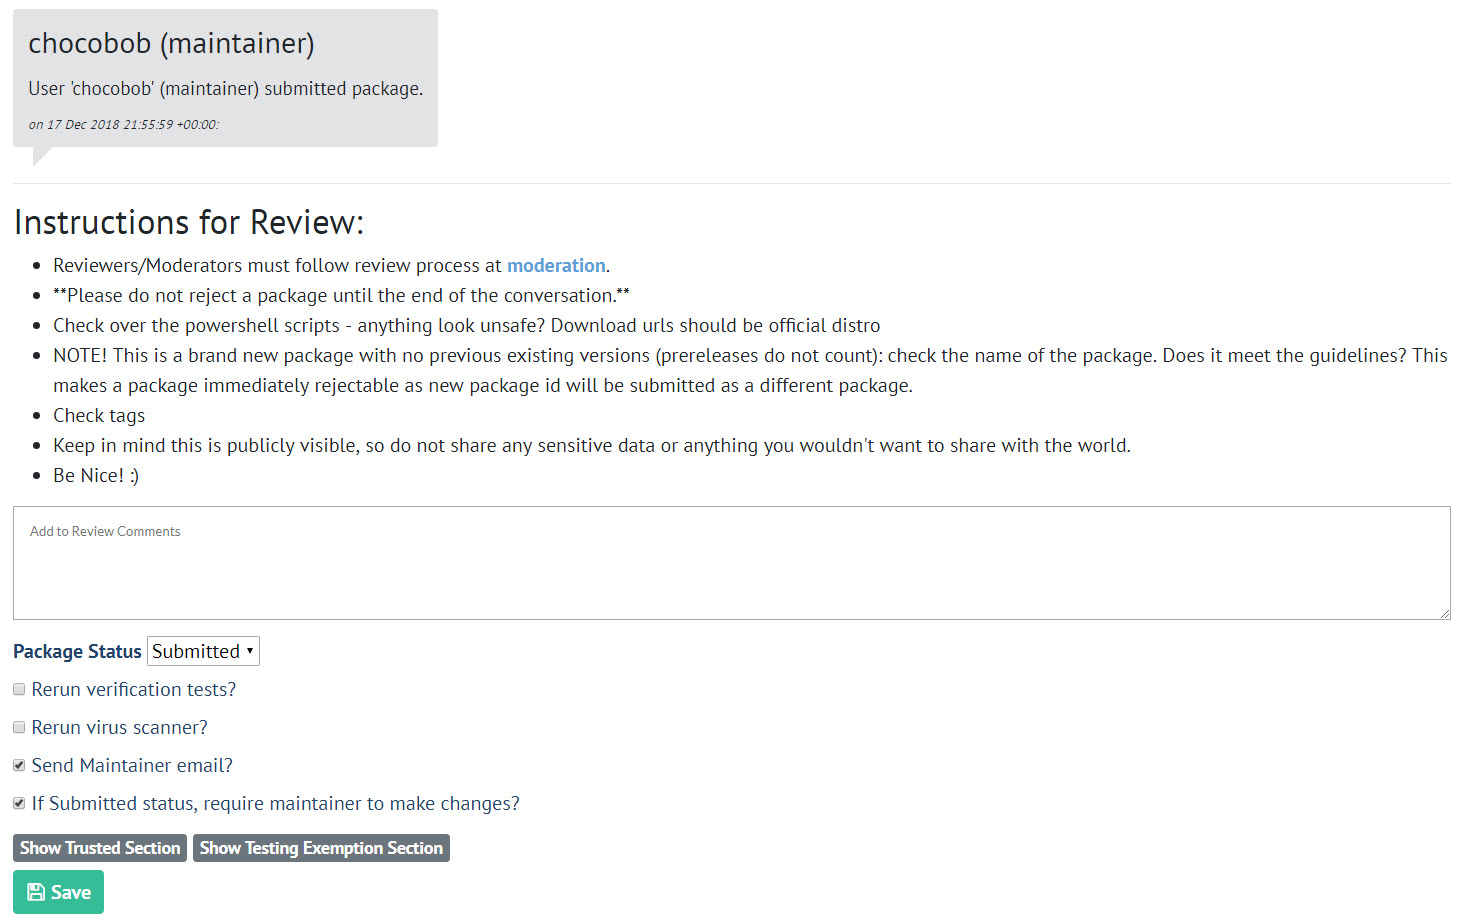 chocobob (maintainer)
User 'chocobob' (maintainer) submitted package.
on 17 Dec 2018 21:55:59 +00:00:
Instructions for Review:
Reviewers/Moderators must follow review process at moderation.
**Please do not reject a package until the end of the conversation.**
Check over the powershell scripts - anything look unsafe? Download urls should be official distro
NOTE! This is a brand new package with no previous existing versions (prereleases do not count): check the name of the package. Does it meet the guidelines? This
makes a package immediately rejectable as new package id will be submitted as a different package.
Check tags
Keep in mind this is publicly visible, so do not share any sensitive data or anything you wouldn't want to share with the world.
Be Nice! :)
Add to Review Comments
Package Status Submitted
Rerun verification tests?
Rerun virus scanner?
Send Maintainer email?
If Submitted status, require maintainer to make changes?
Show Trusted Section Show Testing Exemption Section
Save